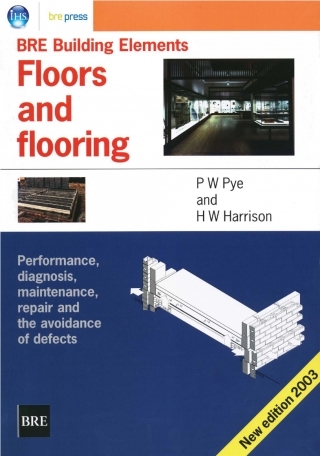 IHS
bre press
BRE Building Elements
Floors
and
flooring
P W Pye
and
H W Harrison
Performance,
diagnosis,
maintenance,
repair and
the avoidance
of defects
New edition 2003
BRE